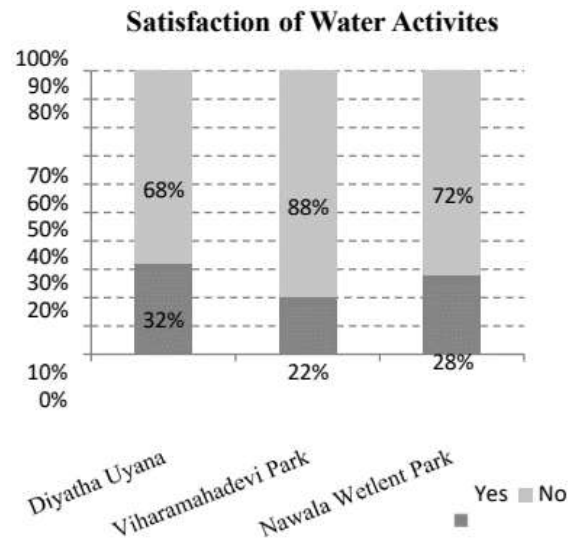 Satisfaction of Water Activites
100%
90%
80%
70%
60%
50%
40%
30%
20%
10%
0%
68% 88% 72%
32% 22% 28%
Diyatha Uyana
Viharamahadevi Park
Nawala Wetlent Park
Yes No